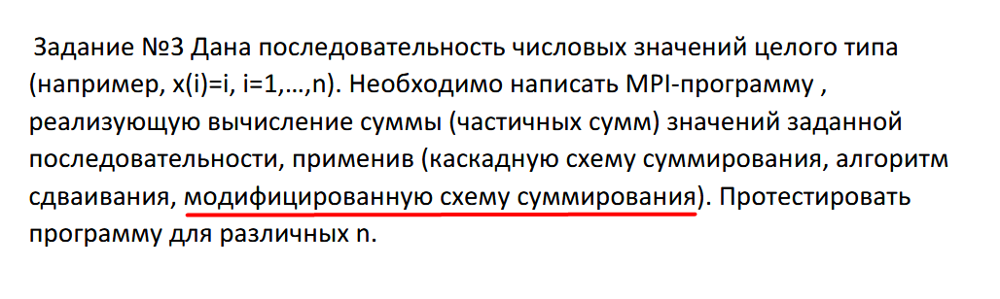 Задание №3 Дана последовательность числовых значений целого типа
(например, x(i)=i, i=1,...,n). Необходимо написать MPI-программу ,
реализующую вычисление суммы (частичных сумм) значений заданной
последовательности, применив (каскадную схему суммирования, алгоритм
сдваивания, модифицированную схему суммирования). Протестировать
программу для различных n.